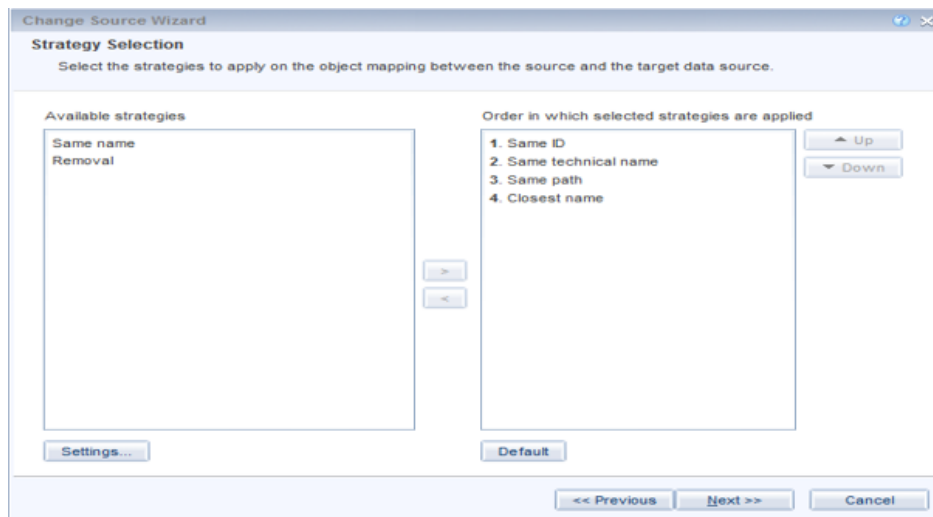 Change Source Wizard
Strategy Selection
Select the strategies to apply on the object mapping between the source and the target data source.
Available strategies
Same name
Removal
Order in which selected strategies are applied
1. Same ID
2. Same technical name
3. Same path
4. Closest name
Up
Down
>
<
Settings...
Default
<< Previous
Next >>
Cancel